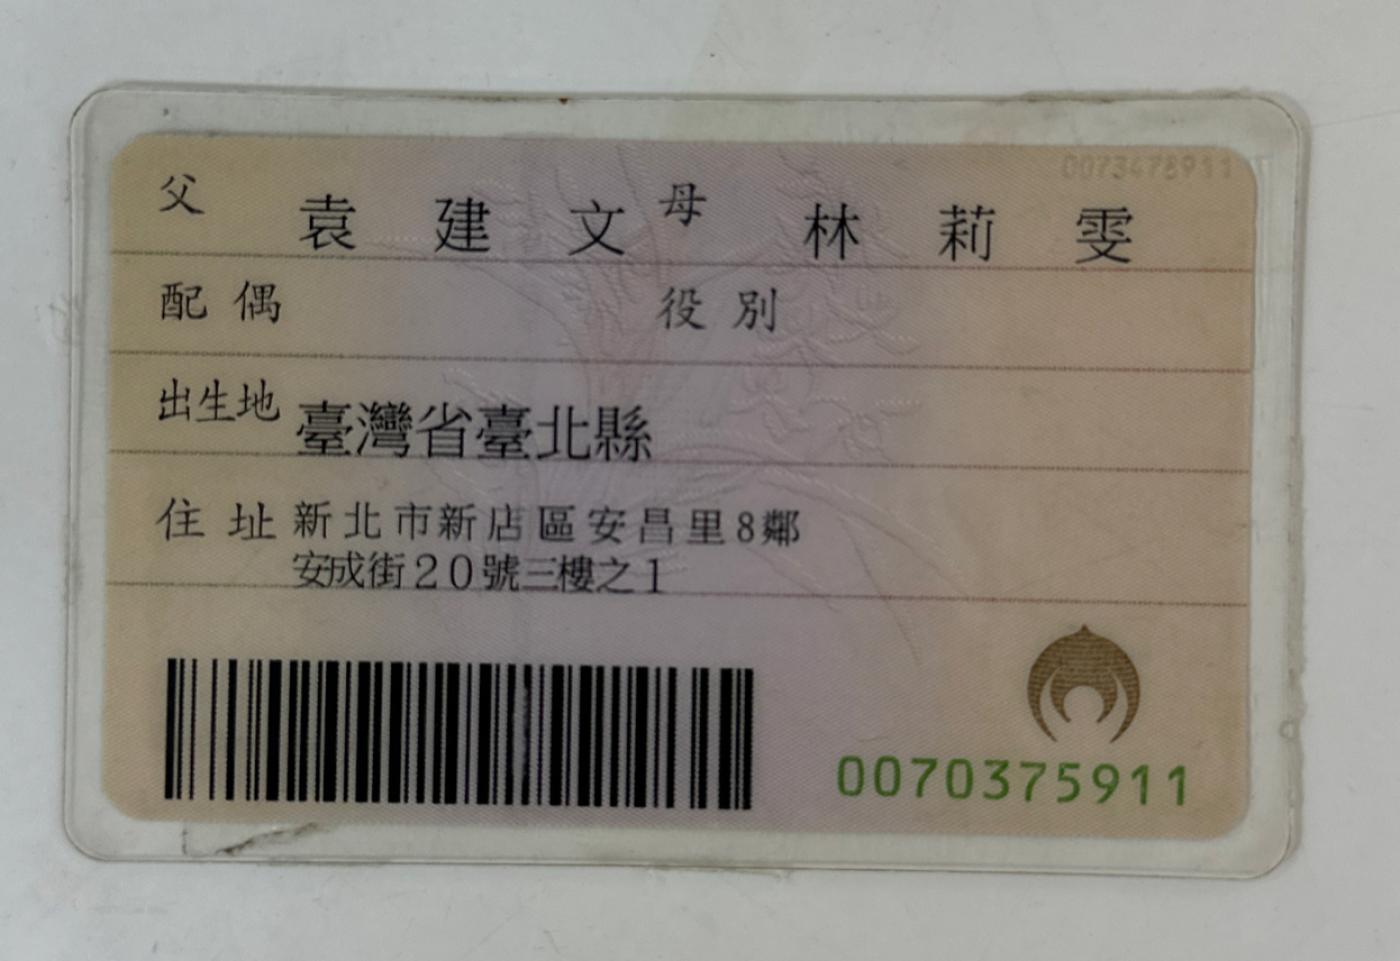 父 袁建文 母 林莉雯
配偶 役別
出生地 臺灣省臺北縣
住址 新北市新店區安昌里8鄰
安成街20號三樓之1
0070375911